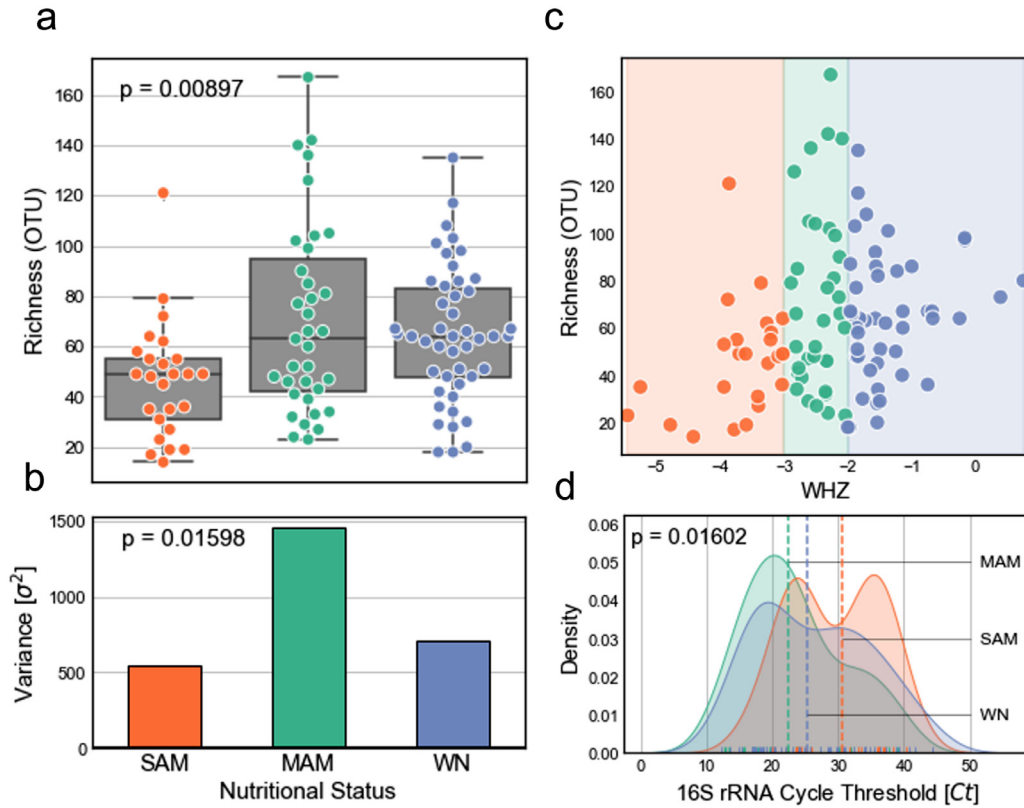 a
p = 0.00897
Richness (OTU)
160
140
120
100
80
60
40
20
b
p = 0.01598
Variance [σ²]
1500
1000
500
0
SAM MAM WN
Nutritional Status
c
Richness (OTU)
160
140
120
100
80
60
40
20
−5 −4 −3 −2 −1 0
WHZ
d
p = 0.01602
Density
0.06
0.05
0.04
0.03
0.02
0.01
0.00
MAM
SAM
WN
0 10 20 30 40 50
16S rRNA Cycle Threshold [Ct]